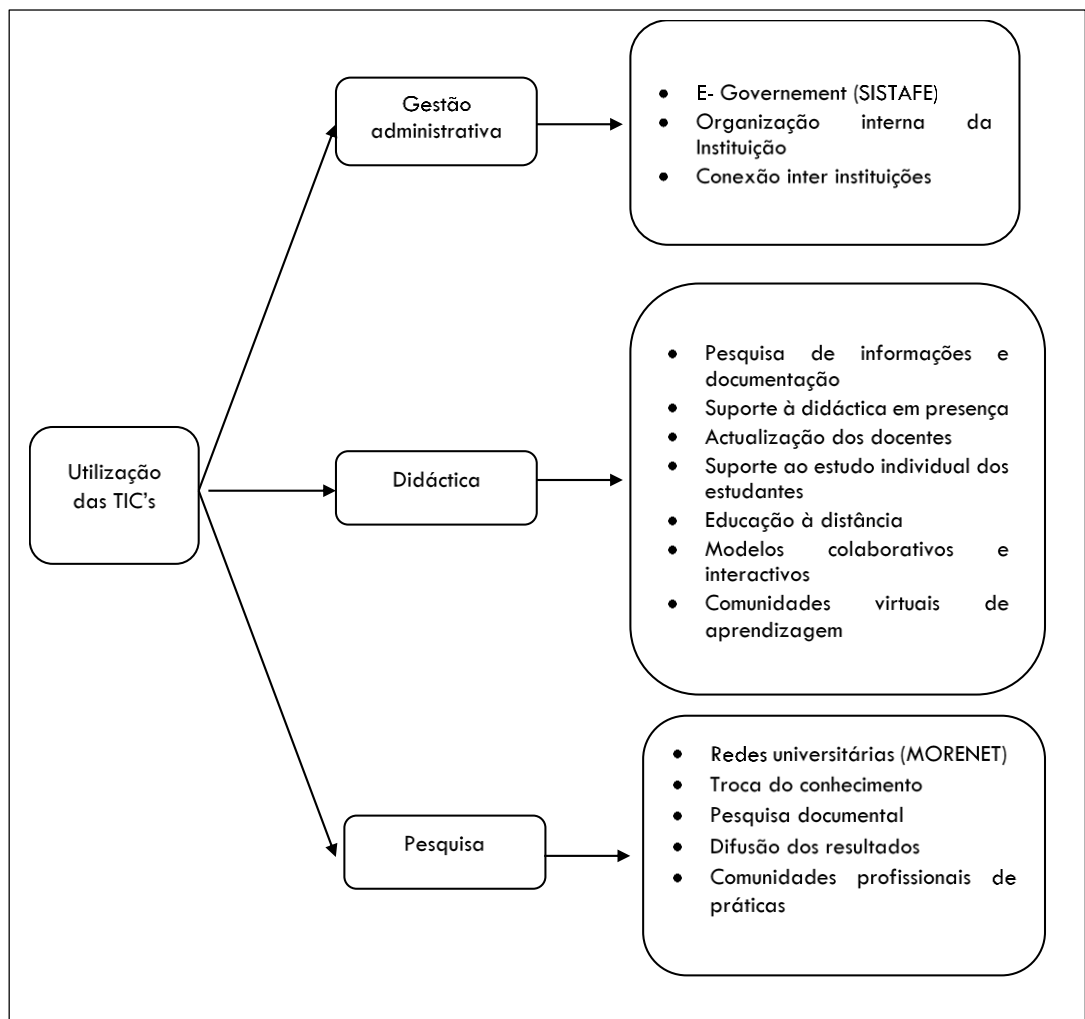 Gestão
administrativa
• E- Governement (SISTAFE)
• Organização interna da
Instituição
• Conexão inter instituições
Utilização
das TIC's
Didáctica
• Pesquisa de informações e
documentação
• Suporte à didáctica em presença
• Actualização dos docentes
• Suporte ao estudo individual dos
estudantes
• Educação à distância
• Modelos colaborativos e
interactivos
• Comunidades virtuais de
aprendizagem
Pesquisa
• Redes universitárias (MORENET)
• Troca do conhecimento
• Pesquisa documental
• Difusão dos resultados
• Comunidades profissionais de
práticas